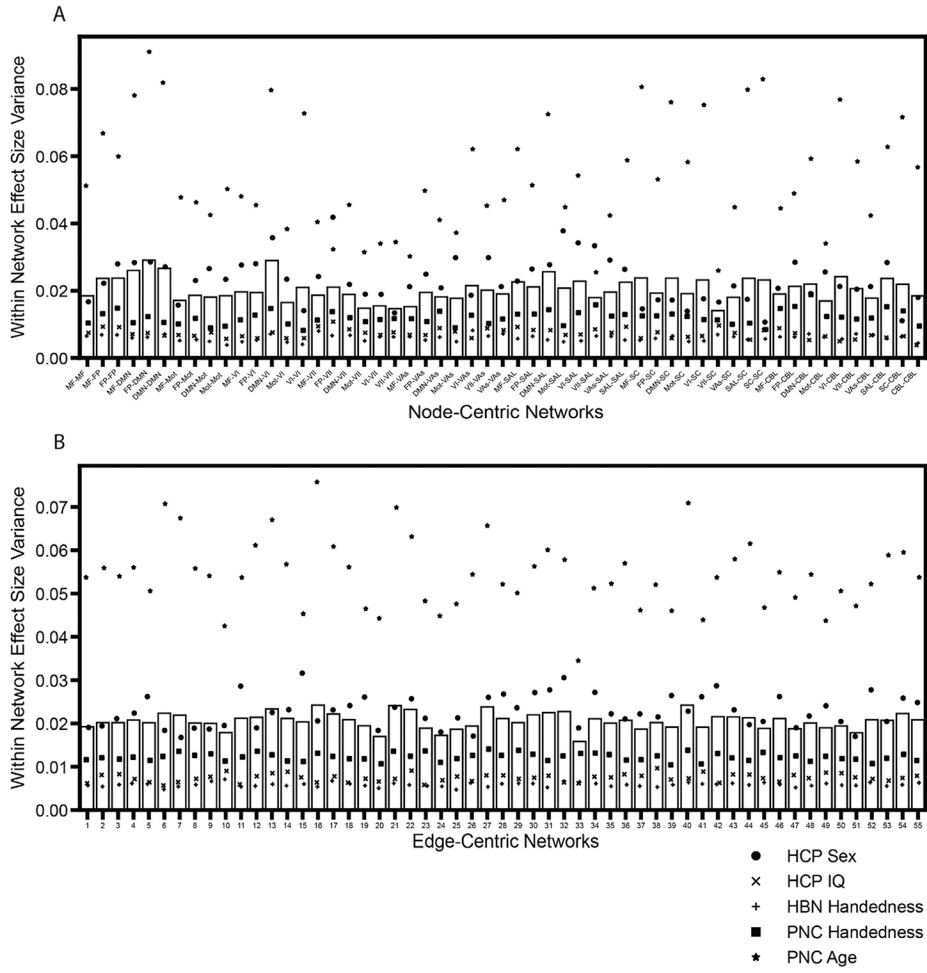 A
Within Network Effect Size Variance
0.08
0.06
0.04
0.02
0.00
MF-MF MF-FP FP-FP MF-DMN FP-DMN DMN-DMN MF-Mot FP-Mot DMN-Mot Mot-Mot MF-VI FP-VI DMN-VI Mot-VI VI-VI MF-VII FP-VII DMN-VII Mot-VII VI-VII VII-VII MF-VAs FP-VAs DMN-VAs Mot-VAs VI-VAs VII-VAs VAs-VAs MF-SAL FP-SAL DMN-SAL Mot-SAL VI-SAL VII-SAL VAs-SAL SAL-SAL MF-SC FP-SC DMN-SC Mot-SC VI-SC VII-SC VAs-SC SAL-SC SC-SC MF-CBL FP-CBL DMN-CBL Mot-CBL VI-CBL VII-CBL VAs-CBL SAL-CBL SC-CBL CBL-CBL
Node-Centric Networks
B
Within Network Effect Size Variance
0.07
0.06
0.05
0.04
0.03
0.02
0.01
0.00
1 2 3 4 5 6 7 8 9 10 11 12 13 14 15 16 17 18 19 20 21 22 23 24 25 26 27 28 29 30 31 32 33 34 35 36 37 38 39 40 41 42 43 44 45 46 47 48 49 50 51 52 53 54 55
Edge-Centric Networks
HCP Sex
HCP IQ
HBN Handedness
PNC Handedness
PNC Age